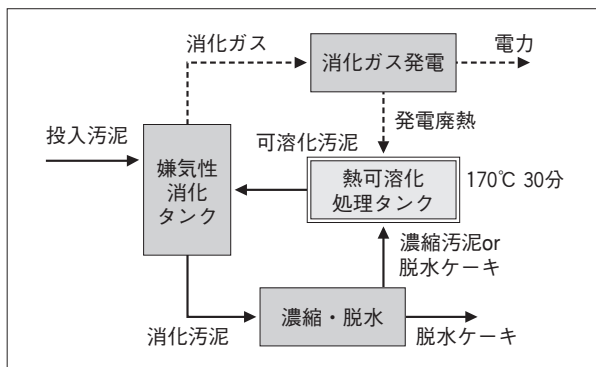 消化ガス
消化ガス発電
電力
発電廃熱
投入汚泥
可溶化汚泥
嫌気性
消化
タンク
熱可溶化
処理タンク
170℃ 30分
濃縮汚泥or
脱水ケーキ
消化汚泥
濃縮・脱水
脱水ケーキ